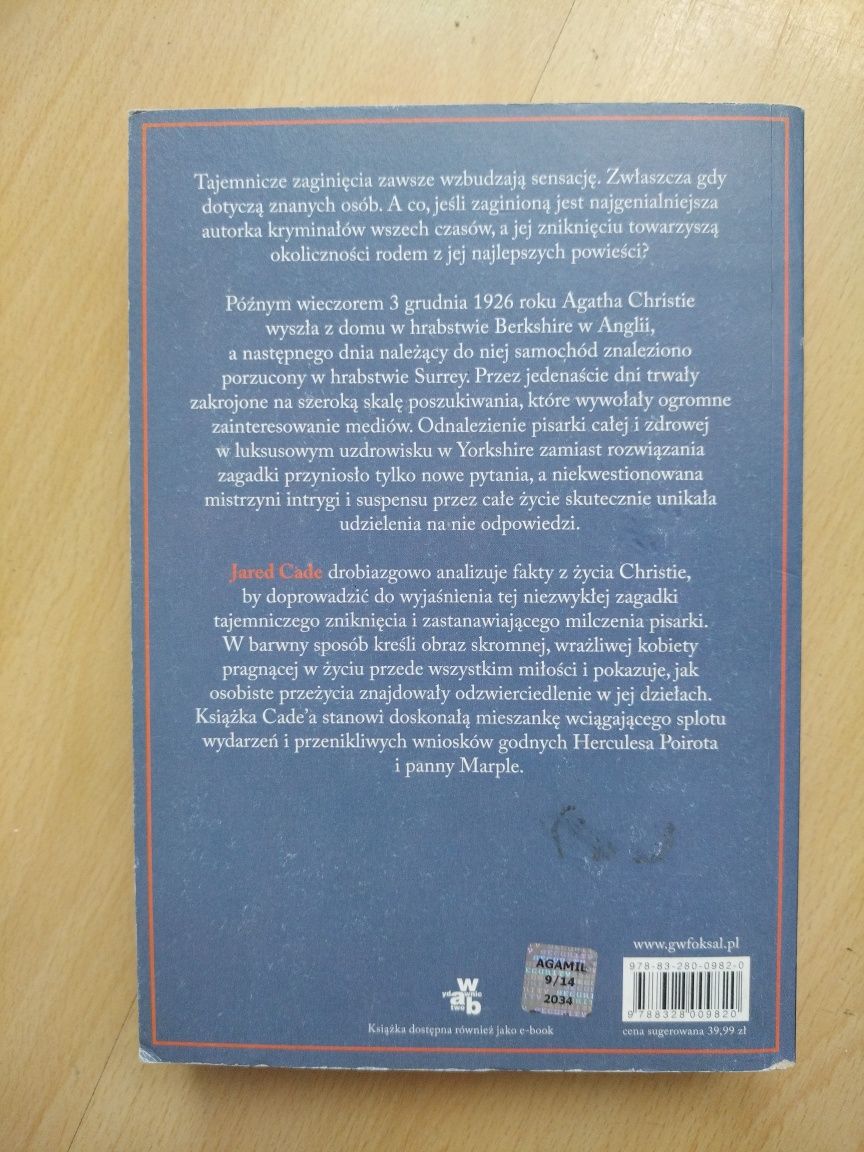 Tajemnicze zaginięcia zawsze wzbudzają sensację. Zwłaszcza gdy
dotyczą znanych osób. A co, jeśli zaginioną jest najgenialniejsza
autorka kryminałów wszech czasów, a jej zniknięciu towarzyszą
okoliczności rodem z jej najlepszych powieści?
Późnym wieczorem 3 grudnia 1926 roku Agatha Christie
wyszła z domu w hrabstwie Berkshire w Anglii,
a następnego dnia należący do niej samochód znaleziono
porzucony w hrabstwie Surrey. Przez jedenaście dni trwały
zakrojone na szeroką skalę poszukiwania, które wywołały ogromne
zainteresowanie mediów. Odnalezienie pisarki całej i zdrowej
w luksusowym uzdrowisku w Yorkshire zamiast rozwiązania
zagadki przyniosło tylko nowe pytania, a niekwestionowana
mistrzyni intrygi i suspensu przez całe życie skutecznie unikała
udzielenia na nie odpowiedzi.
Jared Cade drobiazgowo analizuje fakty z życia Christie,
by doprowadzić do wyjaśnienia tej niezwykłej zagadki
tajemniczego zniknięcia i zastanawiającego milczenia pisarki.
W barwny sposób kreśli obraz skromnej, wrażliwej kobiety
pragnącej w życiu przede wszystkim miłości i pokazuje, jak
osobiste przeżycia znajdowały odzwierciedlenie w jej dziełach.
Książka Cade'a stanowi doskonałą mieszankę wciągającego splotu
wydarzeń i przenikliwych wniosków godnych Herculesa Poirota
i panny Marple.
www.gwfoksal.pl
978-83-280-0982-0
AGAMIL
9/14
2034
w
ydawnic
two
ab
9788328009820
Książka dostępna również jako e-book
cena sugerowana 39,99 zł